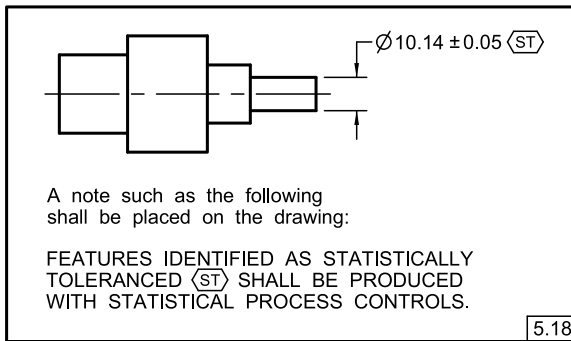 Ø10.14 ±0.05 ST
A note such as the following
shall be placed on the drawing:
FEATURES IDENTIFIED AS STATISTICALLY
TOLERANCED ST SHALL BE PRODUCED
WITH STATISTICAL PROCESS CONTROLS.
5.18